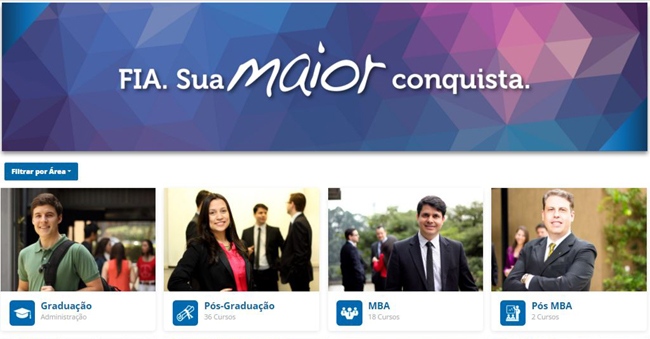 FIA. Sua maior conquista.
Filtrar por Área
Graduação
Administração
Pós-Graduação
36 Cursos
MBA
18 Cursos
Pós MBA
2 Cursos